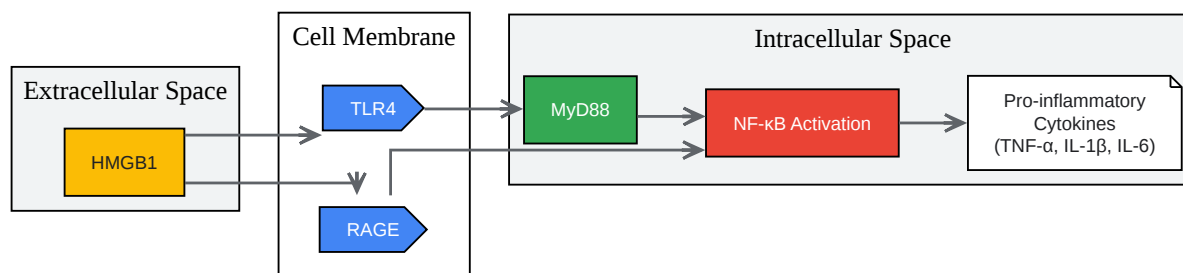 Extracellular Space
HMGB1
Cell Membrane
TLR4
RAGE
Intracellular Space
MyD88
NF-κB Activation
Pro-inflammatory
Cytokines
(TNF-α, IL-1β, IL-6)